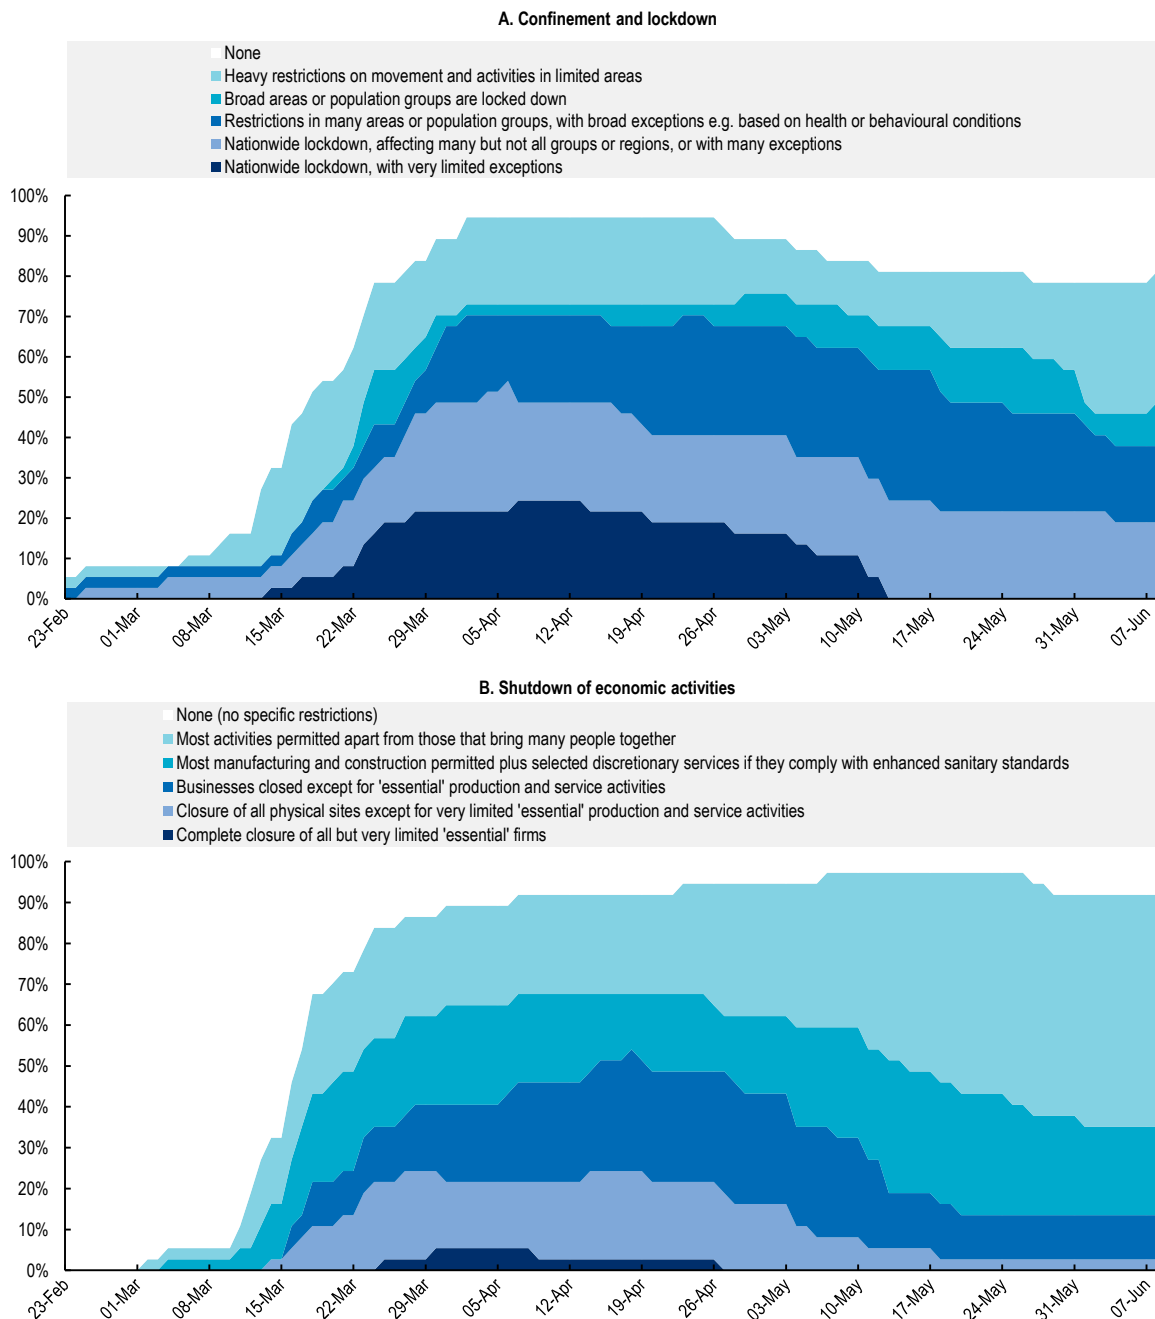 A. Confinement and lockdown
None
Heavy restrictions on movement and activities in limited areas
Broad areas or population groups are locked down
Restrictions in many areas or population groups, with broad exceptions e.g. based on health or behavioural conditions
Nationwide lockdown, affecting many but not all groups or regions, or with many exceptions
Nationwide lockdown, with very limited exceptions
100%
90%
80%
70%
60%
50%
40%
30%
20%
10%
0%
23-Feb 01-Mar 08-Mar 15-Mar 22-Mar 29-Mar 05-Apr 12-Apr 19-Apr 26-Apr 03-May 10-May 17-May 24-May 31-May 07-Jun
B. Shutdown of economic activities
None (no specific restrictions)
Most activities permitted apart from those that bring many people together
Most manufacturing and construction permitted plus selected discretionary services if they comply with enhanced sanitary standards
Businesses closed except for 'essential' production and service activities
Closure of all physical sites except for very limited 'essential' production and service activities
Complete closure of all but very limited 'essential' firms
100%
90%
80%
70%
60%
50%
40%
30%
20%
10%
0%
23-Feb 01-Mar 08-Mar 15-Mar 22-Mar 29-Mar 05-Apr 12-Apr 19-Apr 26-Apr 03-May 10-May 17-May 24-May 31-May 07-Jun